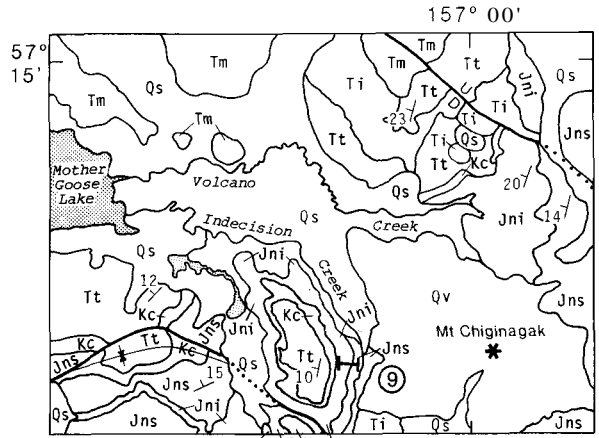 157° 00'
57°
15'
Tm
Tm
Tt
Jni
Qs
Tm
Qs
Ti
Tt
U
D
Ti
Tm
23
Ti
Qs
Jns
Tt
Ti
Tt
Kc
Mother
Goose
Lake
Volcano
Qs
20
Jni
14
Indecision
Qs
Creek
Qs
Jni
Creek
Qv
12
Tt
Jns
Kc
Kc
Jni
Jni
Mt Chiginagak
Jns
Kc
Tt
Kc
Qs
Tt
Jns
Jns
10
9
Jns
15
Jni
Qs
Ti
Qs
Jns